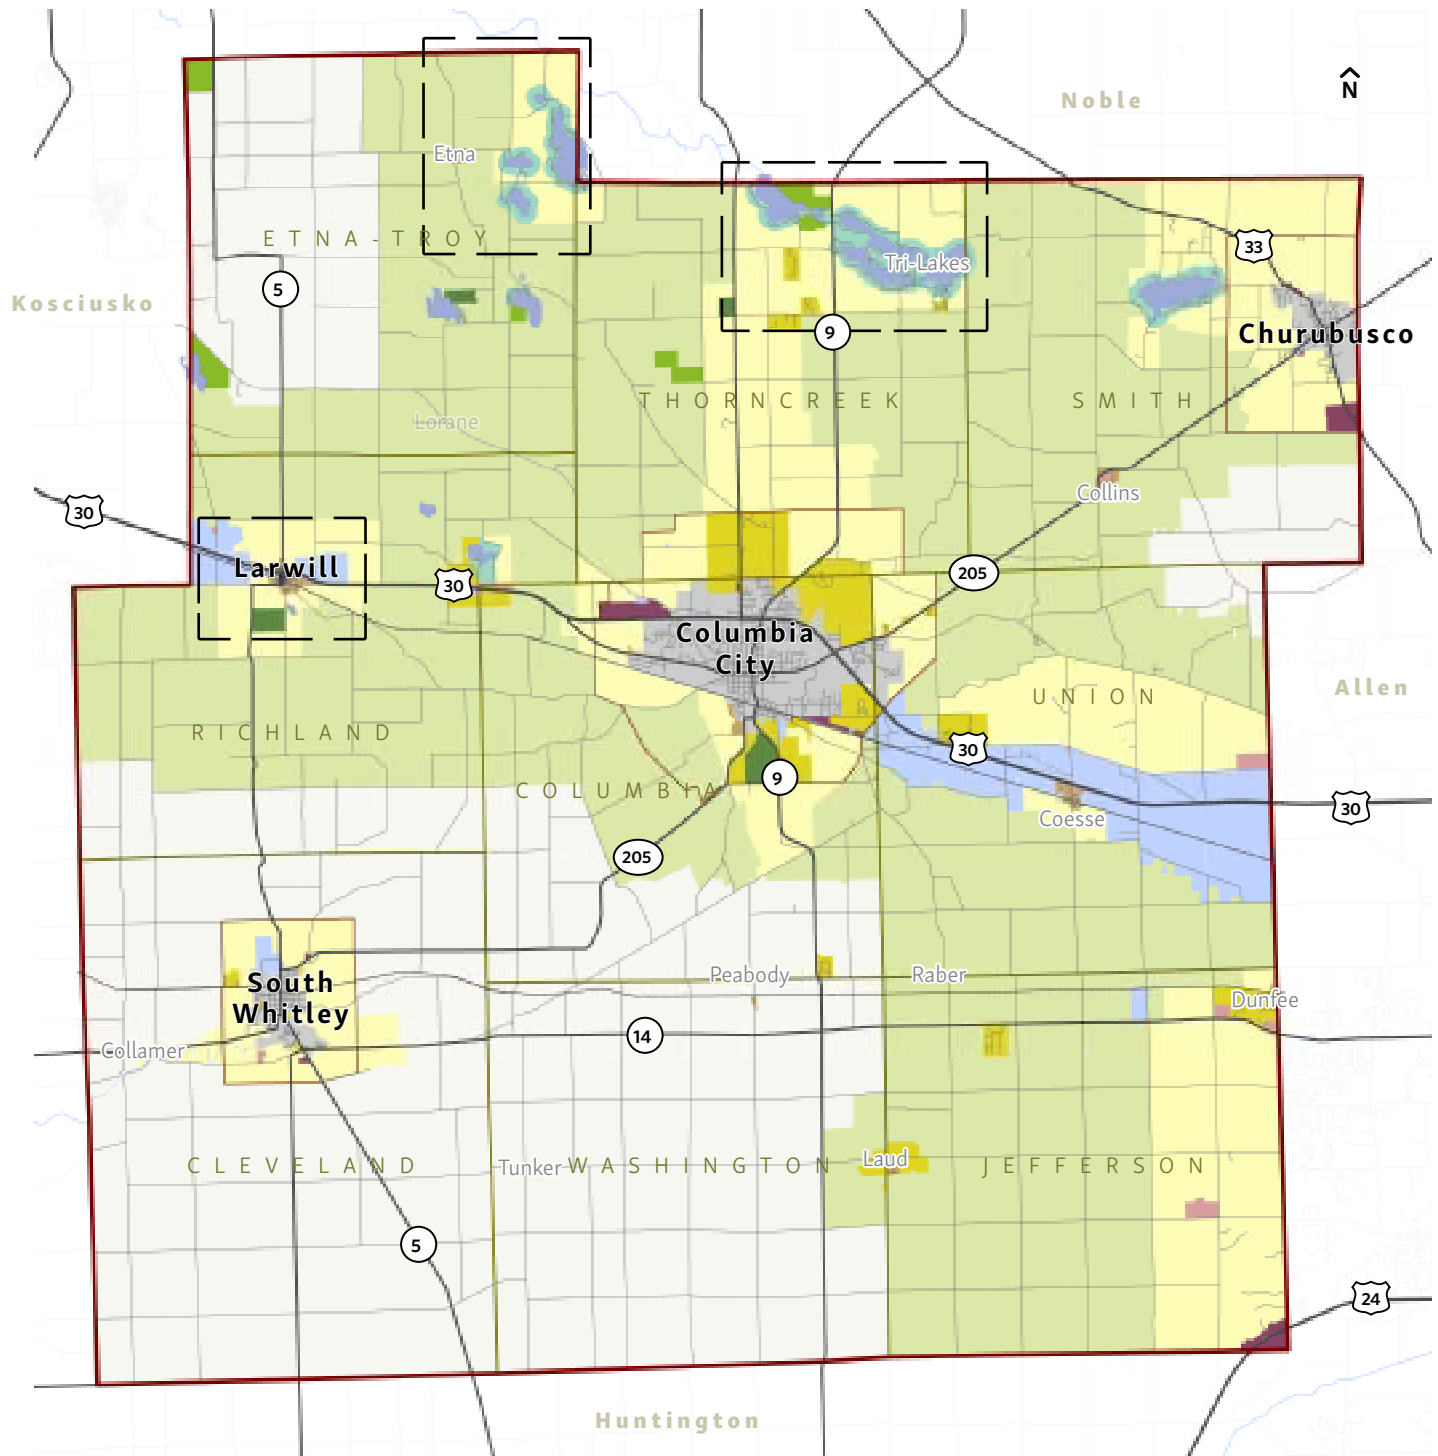 N
Noble
Etna
ETNA-TROY
33
Tri-Lakes
5
Kosciusko
9
Churubusco
THORNCREEK
SMITH
Lorane
Collins
30
Larwill
30
205
Columbia
City
Allen
UNION
RICHLAND
30
9
COLUMBIA
30
Coesse
205
Peabody
Raber
South
Whitley
Dunfee
14
Collamer
CLEVELAND
Tunker
WASHINGTON
Laud
JEFFERSON
5
24
Huntington